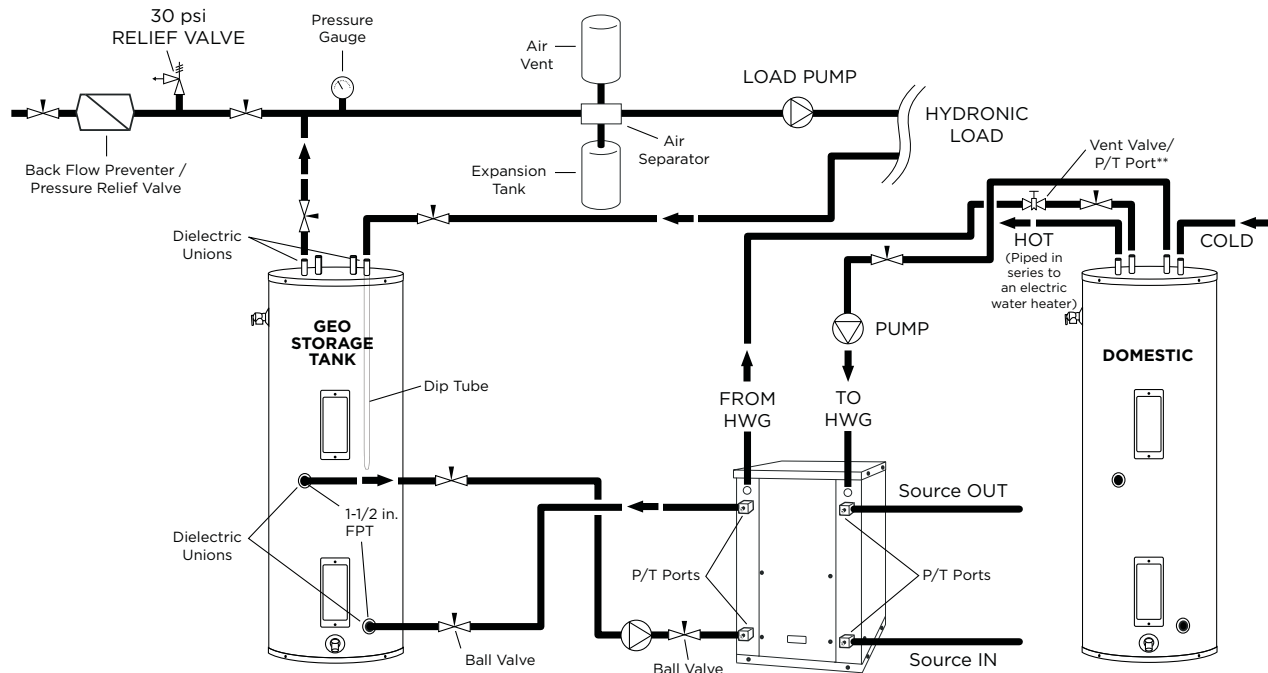 30 psi
RELIEF VALVE
Pressure
Gauge
Air
Vent
LOAD PUMP
HYDRONIC
LOAD
Air
Separator
Expansion
Tank
Back Flow Preventer /
Pressure Relief Valve
Vent Valve/
P/T Port**
Dielectric
Unions
HOT
(Piped in
series to
an electric
water heater)
COLD
GEO
STORAGE
TANK
PUMP
DOMESTIC
Dip Tube
FROM
HWG
TO
HWG
Source OUT
1-1/2 in.
FPT
Dielectric
Unions
P/T Ports
P/T Ports
Ball Valve
Ball Valve
Source IN